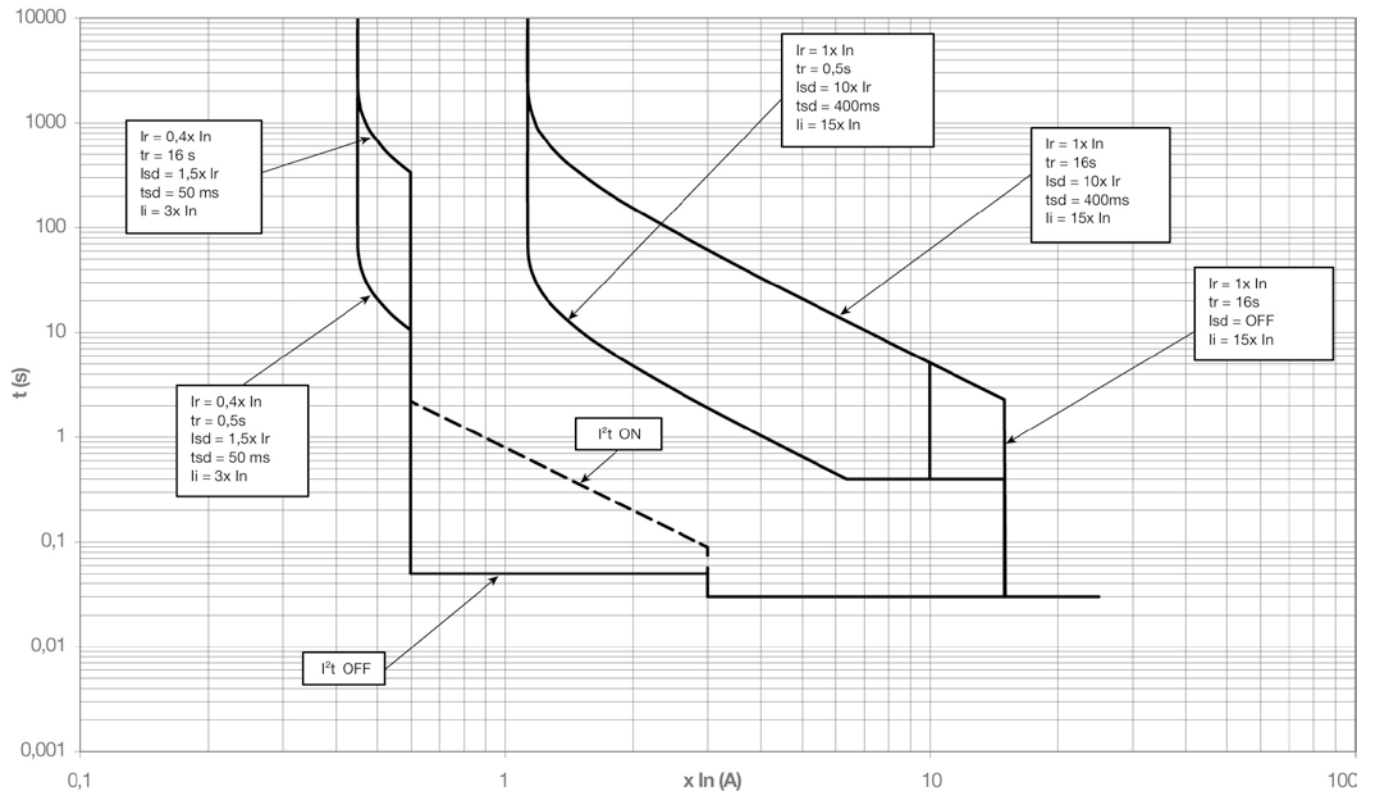 10000
1000
100
10
1
0,1
0,01
0,001
t (s)
Ir = 0,4x In
tr = 16 s
Isd = 1,5x Ir
tsd = 50 ms
Ii = 3x In
Ir = 1x In
tr = 0,5s
Isd = 10x Ir
tsd = 400ms
Ii = 15x In
Ir = 1x In
tr = 16s
Isd = 10x Ir
tsd = 400ms
Ii = 15x In
Ir = 1x In
tr = 16s
Isd = OFF
Ii = 15x In
Ir = 0,4x In
tr = 0,5s
Isd = 1,5x Ir
tsd = 50 ms
Ii = 3x In
I²t ON
I²t OFF
0,1
1
x In (A)
10
100